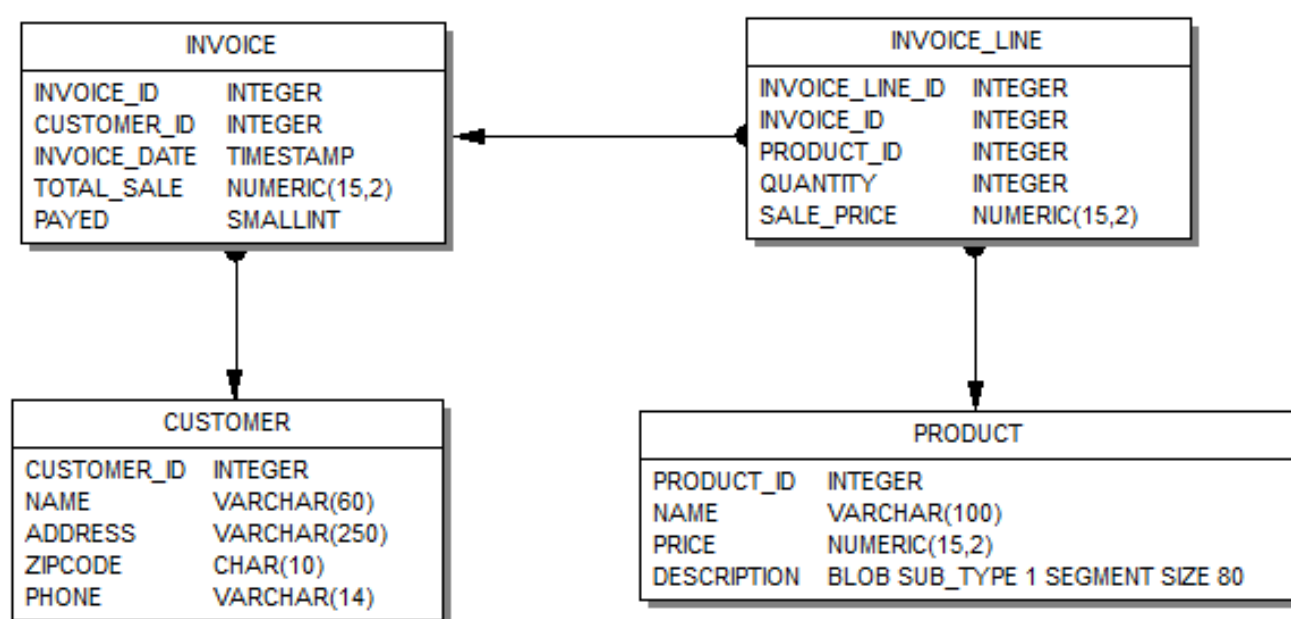 INVOICE
INVOICE_ID INTEGER
CUSTOMER_ID INTEGER
INVOICE_DATE TIMESTAMP
TOTAL_SALE NUMERIC(15,2)
PAYED SMALLINT
INVOICE_LINE
INVOICE_LINE_ID INTEGER
INVOICE_ID INTEGER
PRODUCT_ID INTEGER
QUANTITY INTEGER
SALE_PRICE NUMERIC(15,2)
CUSTOMER
CUSTOMER_ID INTEGER
NAME VARCHAR(60)
ADDRESS VARCHAR(250)
ZIPCODE CHAR(10)
PHONE VARCHAR(14)
PRODUCT
PRODUCT_ID INTEGER
NAME VARCHAR(100)
PRICE NUMERIC(15,2)
DESCRIPTION BLOB SUB_TYPE 1 SEGMENT SIZE 80